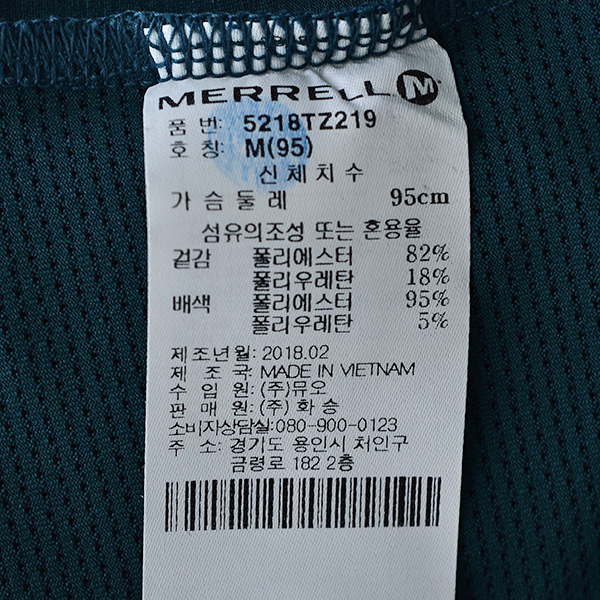 MERRELL M
품 번: 5218TZ219
호 칭: M(95)
신체치수
가슴둘레 95cm
섬유의조성 또는 혼용율
겉감 폴리에스터 82%
폴리우레탄 18%
배색 폴리에스터 95%
폴리우레탄 5%
제조년월: 2018.02
제 조 국: MADE IN VIETNAM
수 입 원: (주)뮤오
판 매 원: (주) 화 승
소비자상담실: 080-900-0123
주 소: 경기도 용인시 처인구
금령로 182 2층